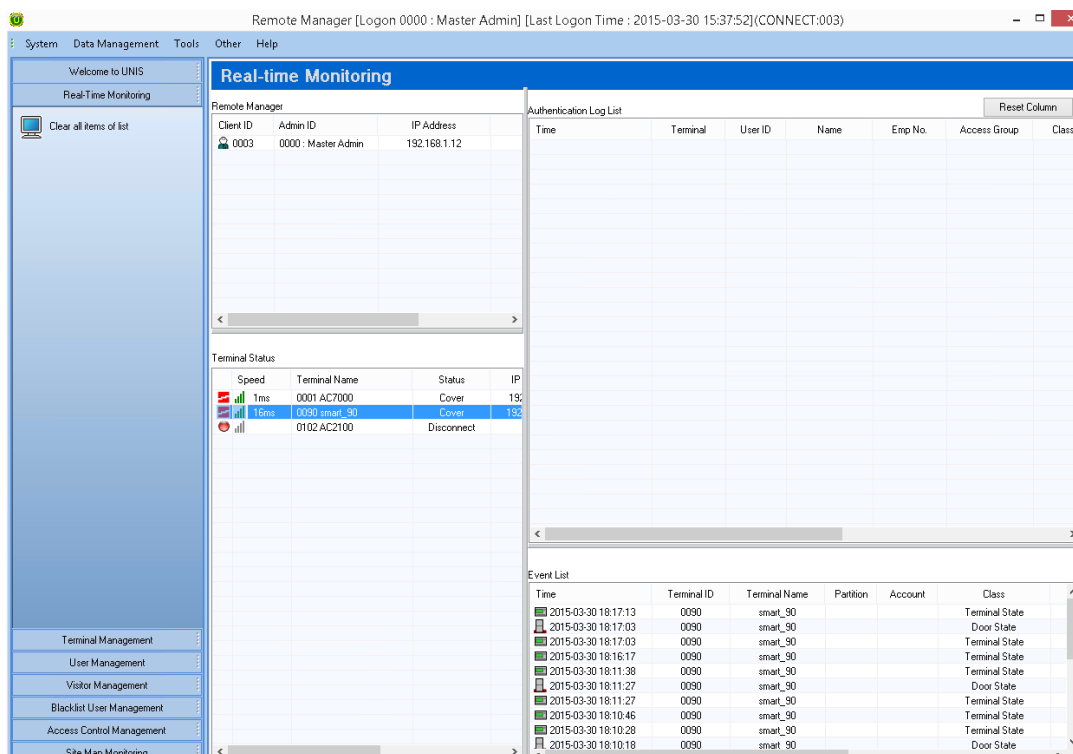 Remote Manager [Logon 0000 : Master Admin] [Last Logon Time : 2015-03-30 15:37:52](CONNECT:003)
System Data Management Tools Other Help
Welcome to UNIS
Real-Time Monitoring
Clear all items of list
Terminal Management
User Management
Visitor Management
Blacklist User Management
Access Control Management
Site Map Monitoring
Real-time Monitoring
Remote Manager
Client ID Admin ID IP Address
0003 0000 : Master Admin 192.168.1.12
Terminal Status
Speed Terminal Name Status IP
1ms 0001 AC7000 Cover 192
16ms 0090 smart_90 Cover 192
0102 AC2100 Disconnect
Authentication Log List
Reset Column
Time Terminal User ID Name Emp No. Access Group Class
Event List
Time Terminal ID Terminal Name Partition Account Class
2015-03-30 18:17:13 0090 smart_90 Terminal State
2015-03-30 18:17:03 0090 smart_90 Door State
2015-03-30 18:17:03 0090 smart_90 Terminal State
2015-03-30 18:16:17 0090 smart_90 Terminal State
2015-03-30 18:11:38 0090 smart_90 Terminal State
2015-03-30 18:11:27 0090 smart_90 Door State
2015-03-30 18:11:27 0090 smart_90 Terminal State
2015-03-30 18:10:46 0090 smart_90 Terminal State
2015-03-30 18:10:28 0090 smart_90 Terminal State
2015-03-30 18:10:18 0090 smart_90 Door State